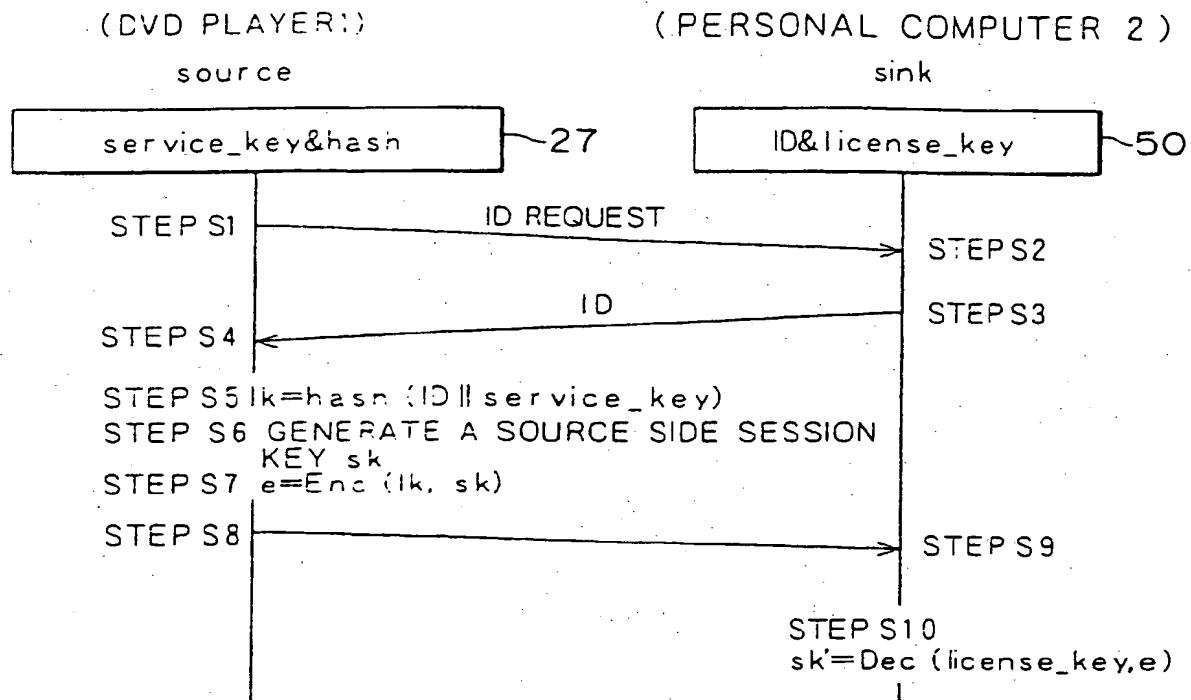 (DVD PLAYER1) (PERSONAL COMPUTER 2)
source sink
service_key&hash 27 ID&license_key 50
STEP S1 ID REQUEST STEP S2
ID STEP S3
STEP S4
STEP S5 lk=hash (ID || service_key)
STEP S6 GENERATE A SOURCE SIDE SESSION
KEY sk
STEP S7 e=Enc (lk, sk)
STEP S8 STEP S9
STEP S10
sk'=Dec (license_key,e)